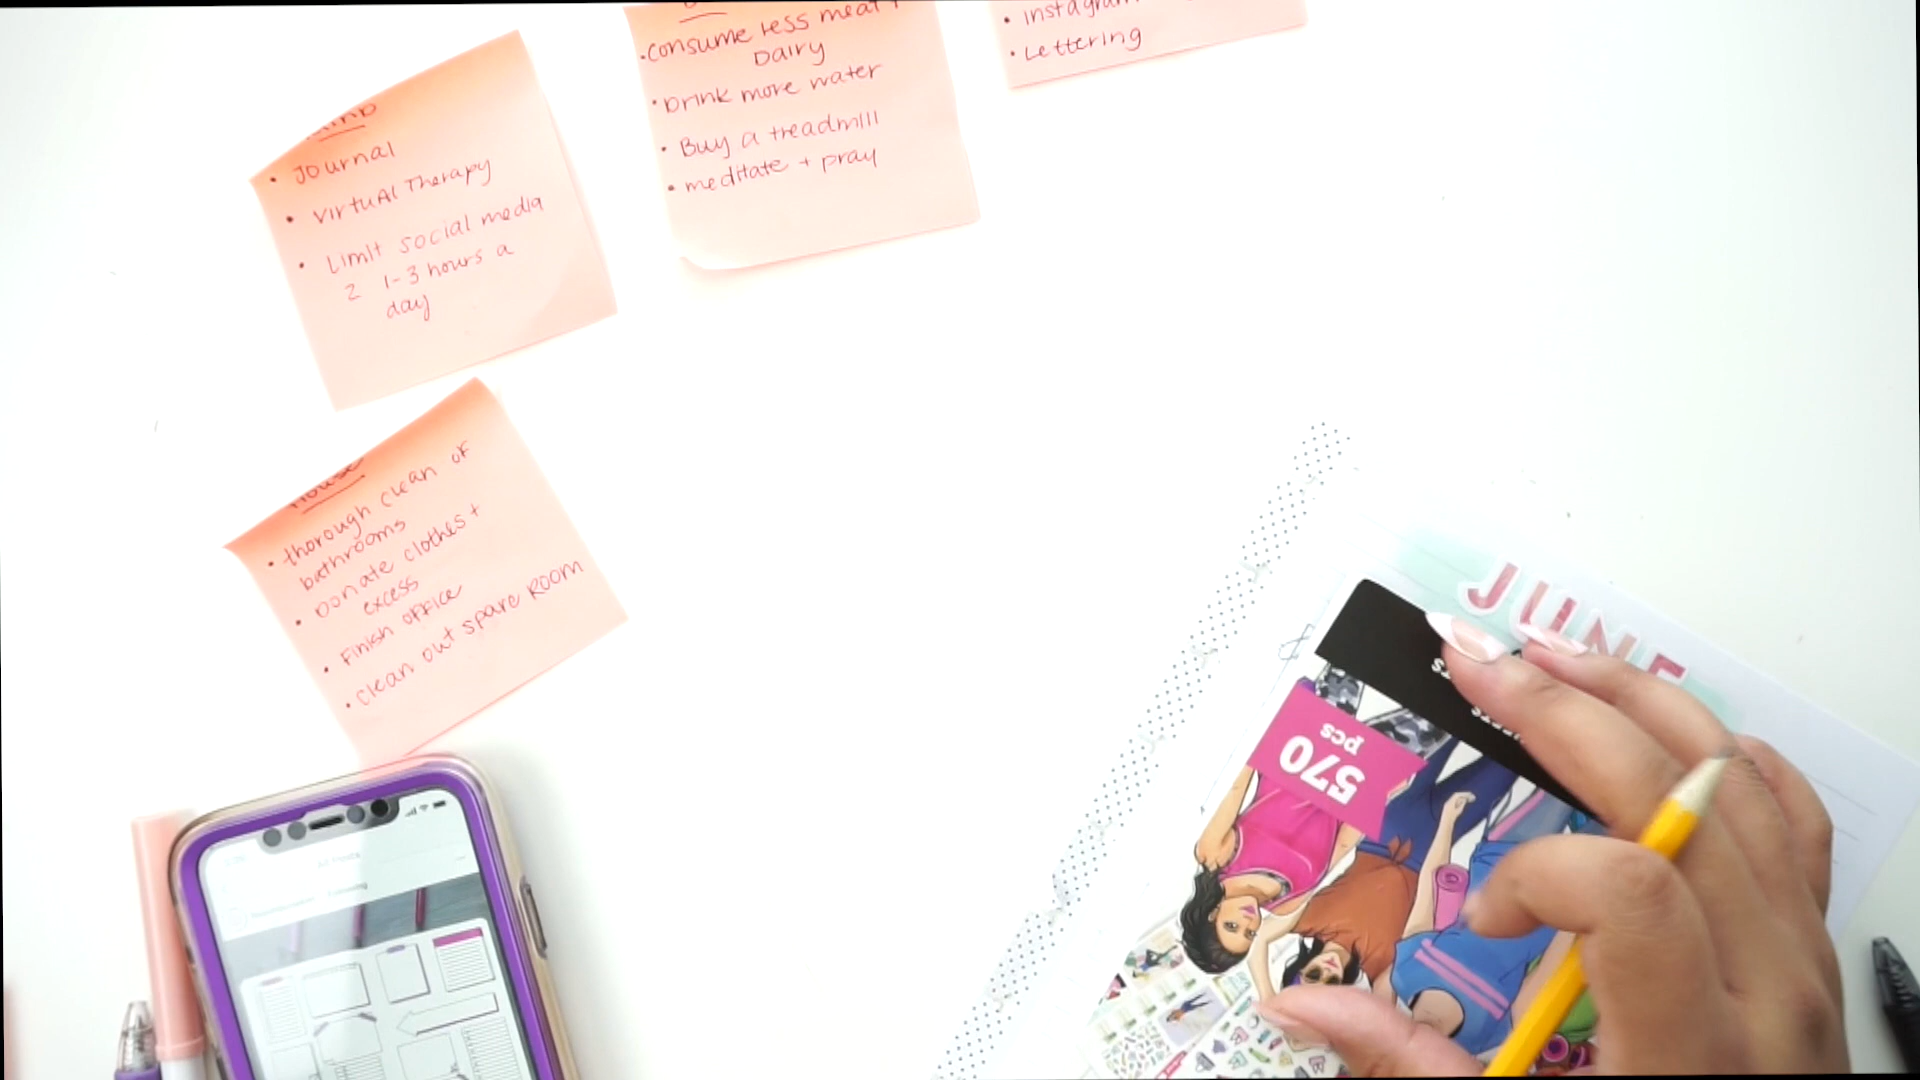 • Journal
• Virtual Therapy
• Limit social media
2 1-3 hours a
day
• consume less meat +
Dairy
• Drink more water
• Buy a treadmill
• meditate + pray
• Instagram
• Lettering
House
• thorough clean of
bathrooms
• Donate clothes +
excess
• Finish office
• clean out spare room
JUNE
570
pcs